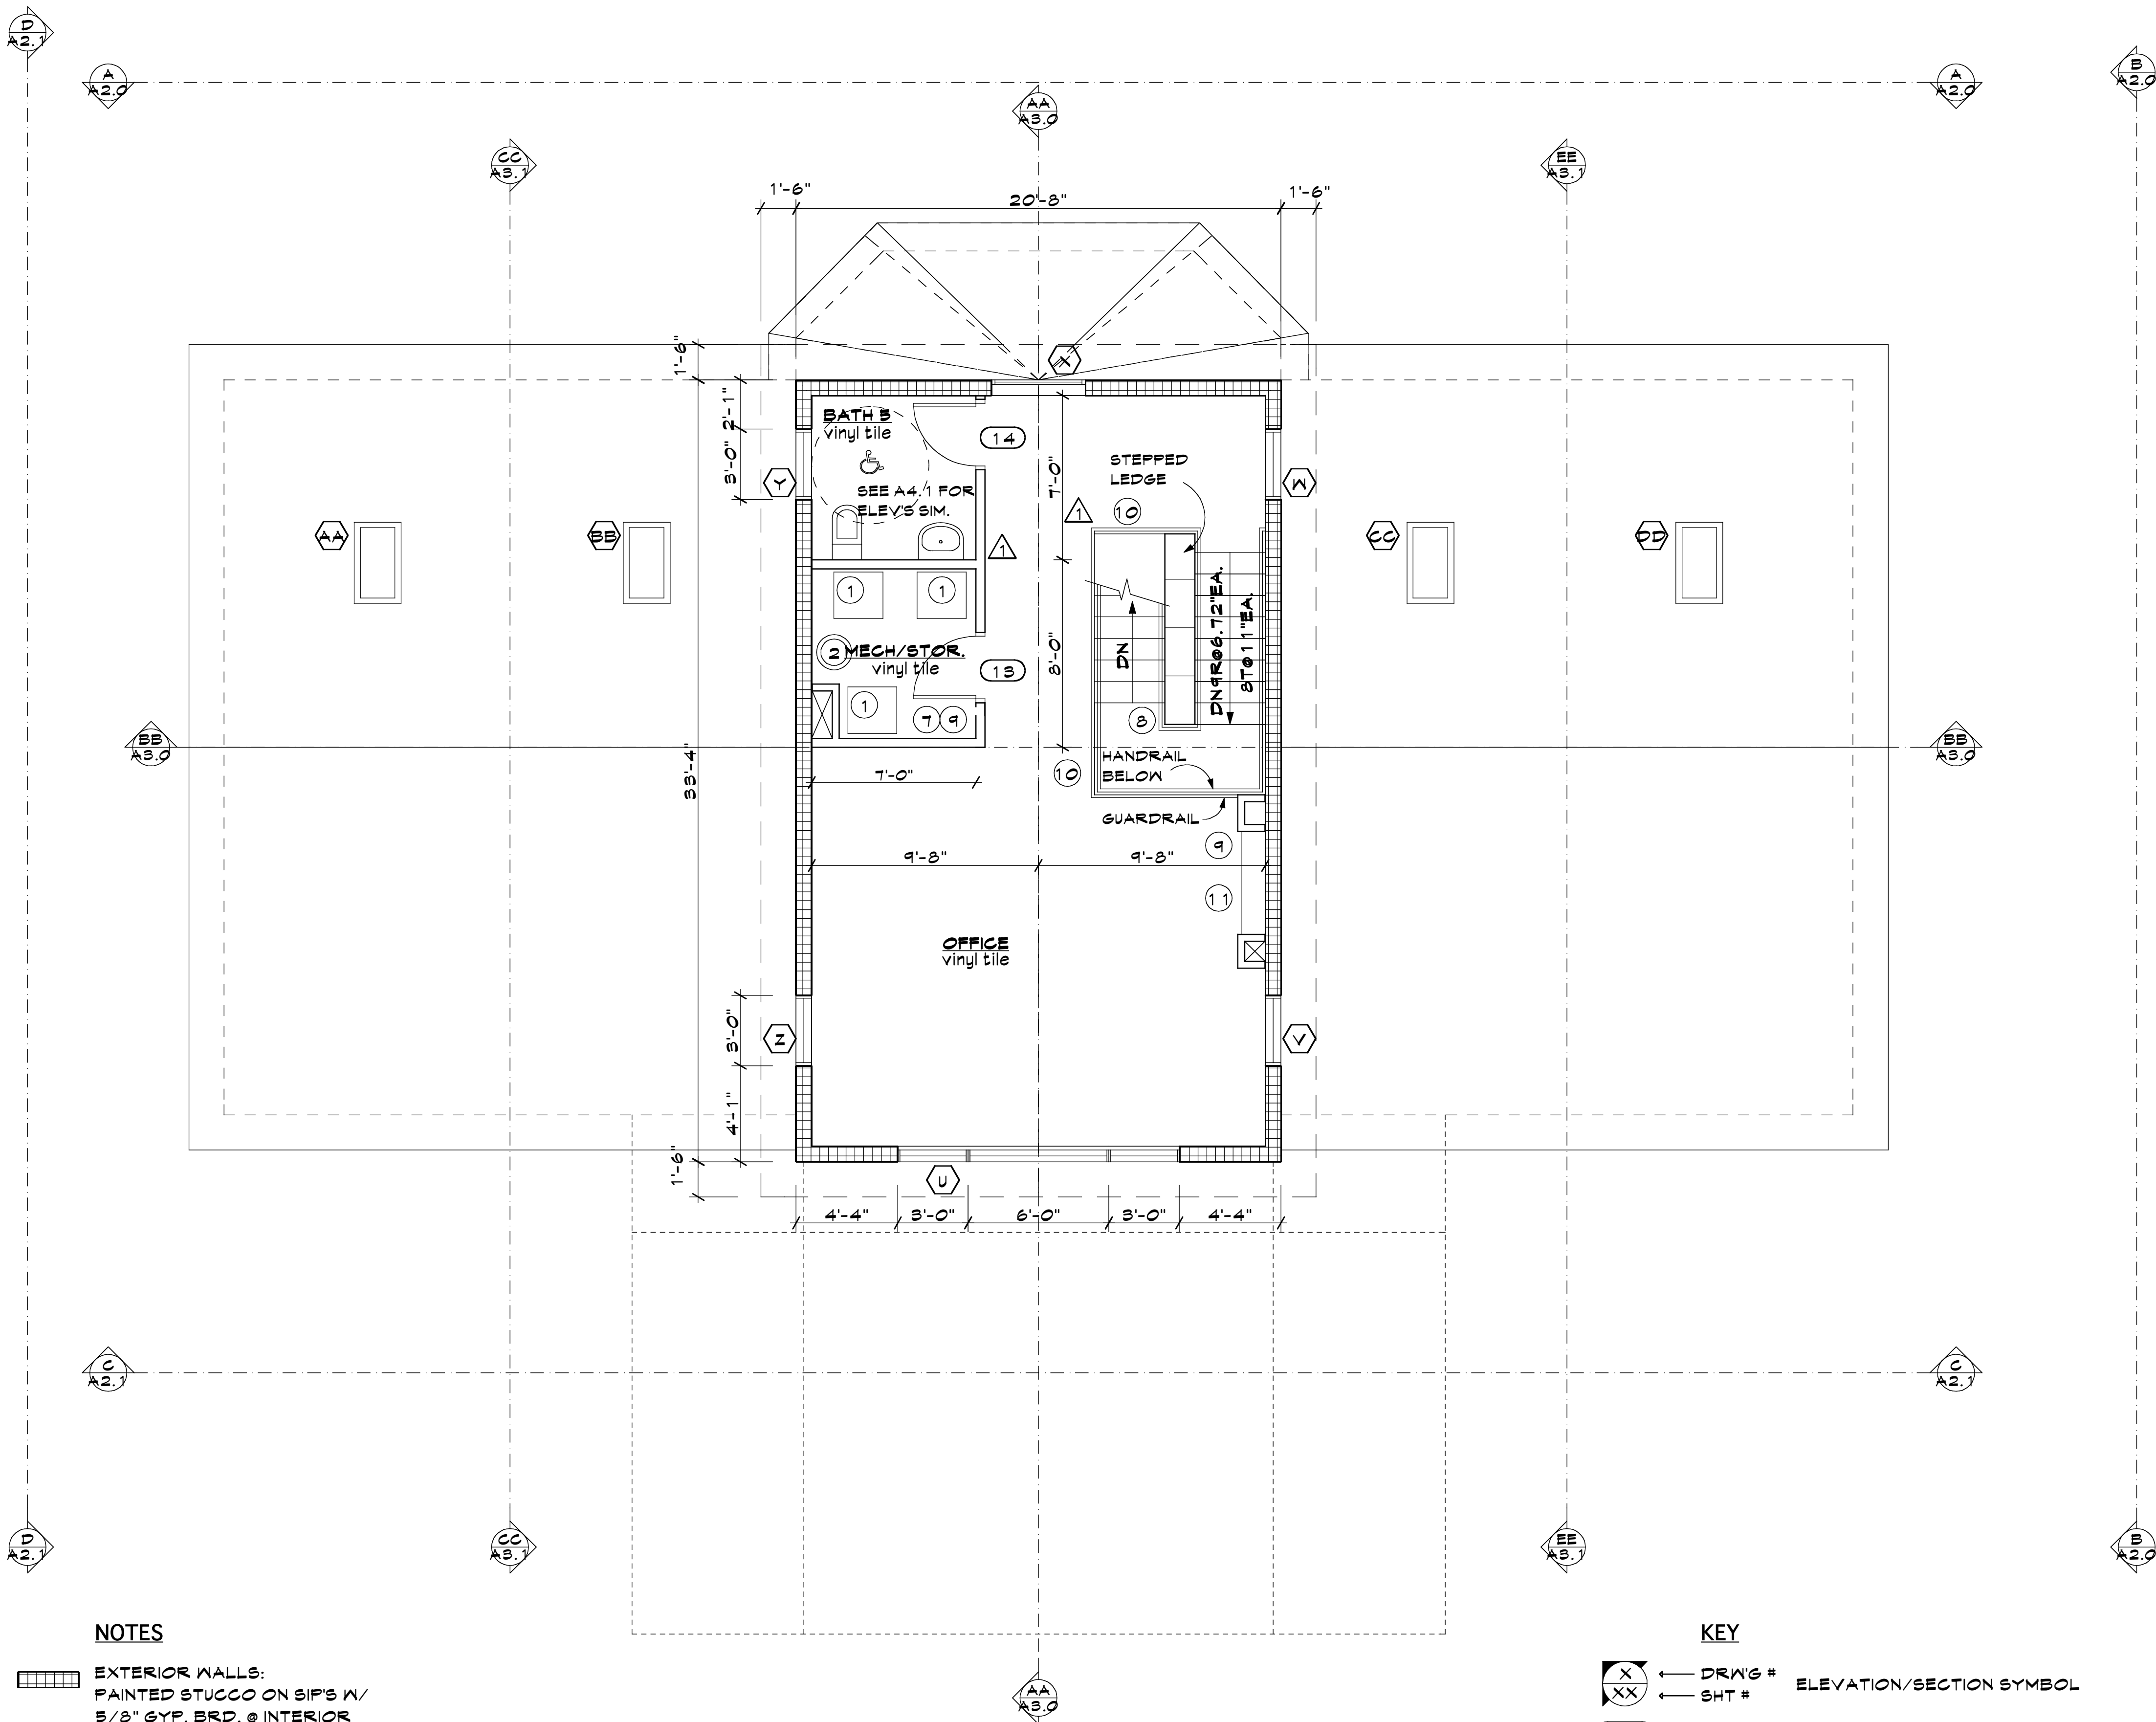 D
A2.1
A
A2.0
AA
A3.0
A
A2.0
B
A2.0
CC
A3.1
EE
A3.1
1'-6"
20'-8"
1'-6"
1'-6"
X
2'-1"
BATH 5
vinyl tile
14
3'-0"
Y
SEE A4.1 FOR
ELEV'S SIM.
7'-0"
STEPPED
LEDGE
W
1
10
AA
BB
1
CC
DD
1
1
DN9R@6.72"EA.
8T@11"EA.
DN
2
MECH/STOR.
vinyl tile
13
8'-0"
1
7
9
8
BB
A3.0
BB
A3.0
33'-4"
7'-0"
10
HANDRAIL
BELOW
GUARDRAIL
9
9'-8"
9'-8"
11
OFFICE
vinyl tile
3'-0"
Z
V
4'-1"
1'-6"
U
4'-4"
3'-0"
6'-0"
3'-0"
4'-4"
C
A2.1
C
A2.1
D
A2.1
CC
A3.1
EE
A3.1
B
A2.0
NOTES
EXTERIOR WALLS:
PAINTED STUCCO ON SIP'S W/
5/8" GYP. BRD. @ INTERIOR
AA
A3.0
KEY
X
XX
DRW'G #
SHT #
ELEVATION/SECTION SYMBOL